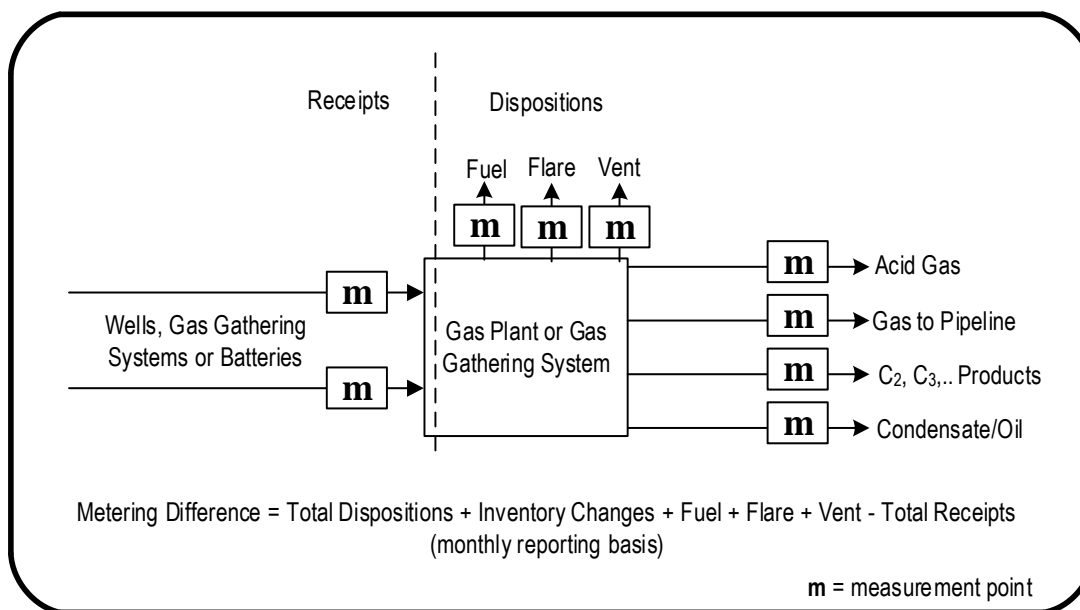 Receipts
Dispositions
Fuel
Flare
Vent
m
m
m
m
m
Wells, Gas Gathering
Systems or Batteries
m
Gas Plant or Gas
Gathering System
m
Acid Gas
m
Gas to Pipeline
m
C₂, C₃,.. Products
m
Condensate/Oil
Metering Difference = Total Dispositions + Inventory Changes + Fuel + Flare + Vent - Total Receipts
(monthly reporting basis)
m = measurement point